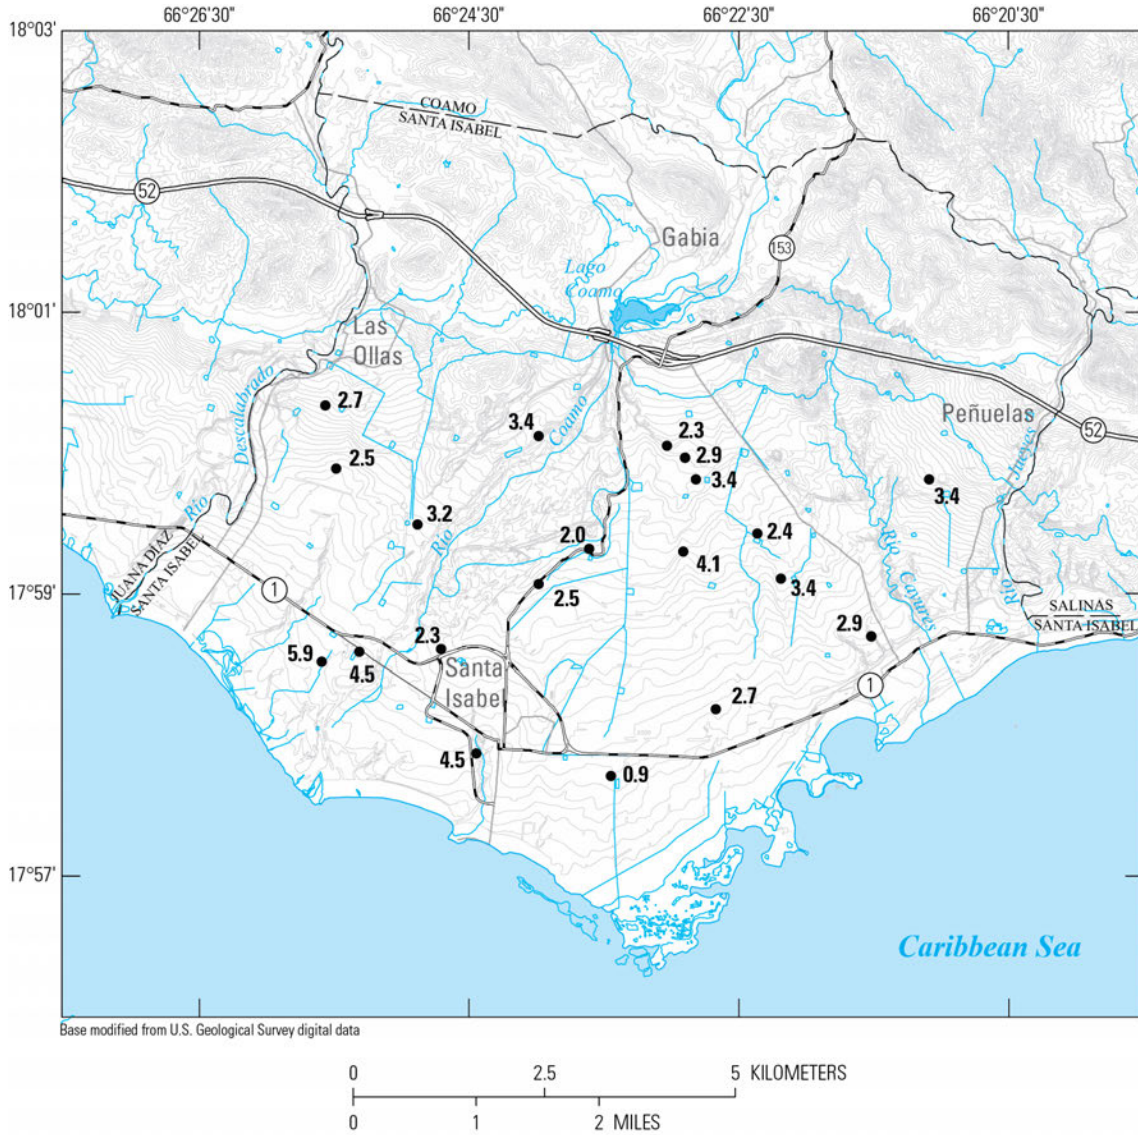 66°26'30" 66°24'30" 66°22'30" 66°20'30"
18°03'
COAMO
SANTA ISABEL
52
Gabia
153
Lago
Coamo
18°01'
Las
Ollas
Descalabrado
Río
Coamo
Río
Peñuelas
52
Jueyes
Río
2.7
3.4
2.3
2.9
2.5
3.4
3.4
3.2
2.0
2.4
4.1
Río
Cayures
JUANA DÍAZ
SANTA ISABEL
17°59'
1
2.5
3.4
SALINAS
SANTA ISABEL
2.9
2.3
5.9
4.5
Santa
Isabel
1
2.7
4.5
0.9
17°57'
Caribbean Sea
Base modified from U.S. Geological Survey digital data
0 2.5 5 KILOMETERS
0 1 2 MILES